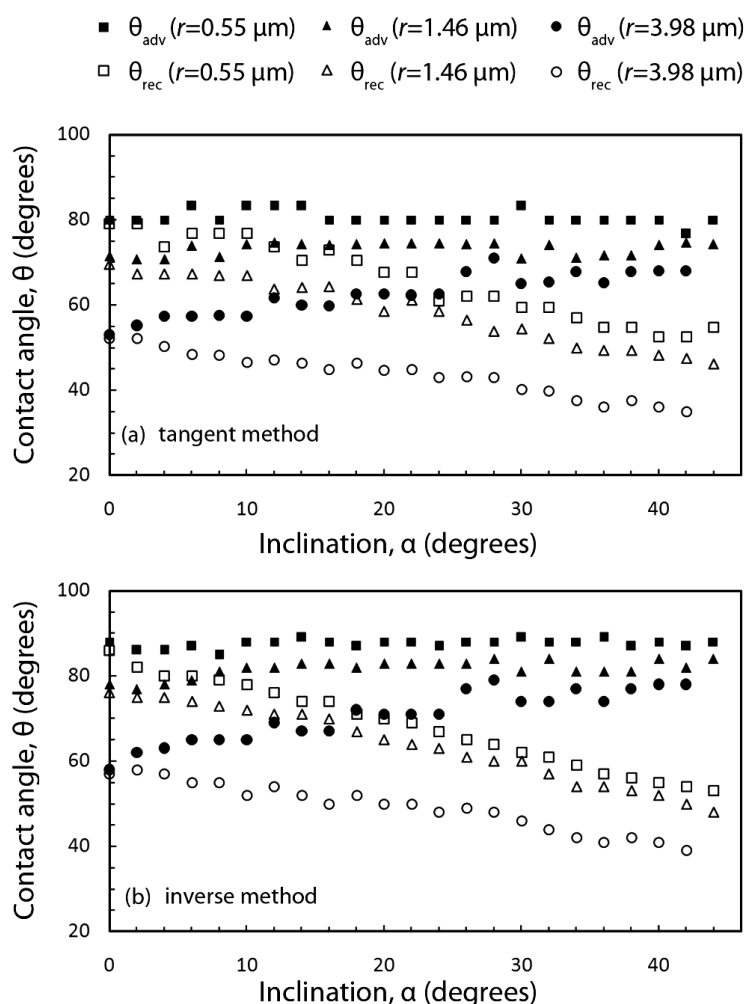 ■ θadv (r=0.55 µm) ▲ θadv (r=1.46 µm) ● θadv (r=3.98 µm)
□ θrec (r=0.55 µm) △ θrec (r=1.46 µm) ○ θrec (r=3.98 µm)
100
80
60
40
20
Contact angle, θ (degrees)
(a) tangent method
0 10 20 30 40
Inclination, α (degrees)
100
80
60
40
20
Contact angle, θ (degrees)
(b) inverse method
0 10 20 30 40
Inclination, α (degrees)